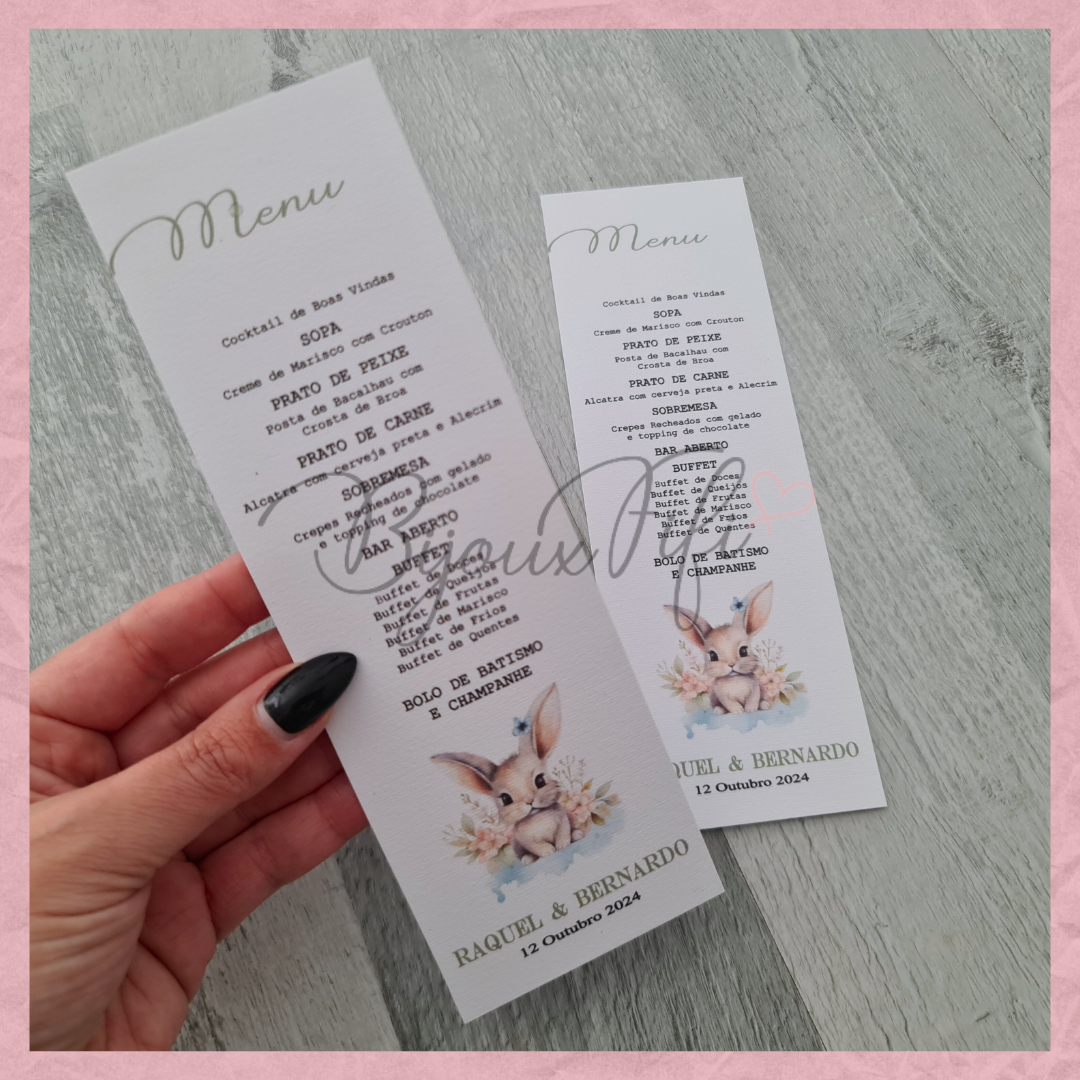 Menu
Cocktail de Boas Vindas
SOPA
Creme de Marisco com Crouton
PRATO DE PEIXE
Posta de Bacalhau com
Crosta de Broa
PRATO DE CARNE
Alcatra com cerveja preta e Alecrim
SOBREMESA
Crepes Recheados com gelado
e topping de chocolate
BAR ABERTO
BUFFET
Buffet de Doces
Buffet de Queijos
Buffet de Frutas
Buffet de Marisco
Buffet de Frios
Buffet de Quentes
BOLO DE BATISMO
E CHAMPANHE
RAQUEL & BERNARDO
12 Outubro 2024
Menu
Cocktail de Boas Vindas
SOPA
Creme de Marisco com Crouton
PRATO DE PEIXE
Posta de Bacalhau com
Crosta de Broa
PRATO DE CARNE
Alcatra com cerveja preta e Alecrim
SOBREMESA
Crepes Recheados com gelado
e topping de chocolate
BAR ABERTO
BUFFET
Buffet de Doces
Buffet de Queijos
Buffet de Frutas
Buffet de Marisco
Buffet de Frios
Buffet de Quentes
BOLO DE BATISMO
E CHAMPANHE
QUEL & BERNARDO
12 Outubro 2024
Bijoux Fifi